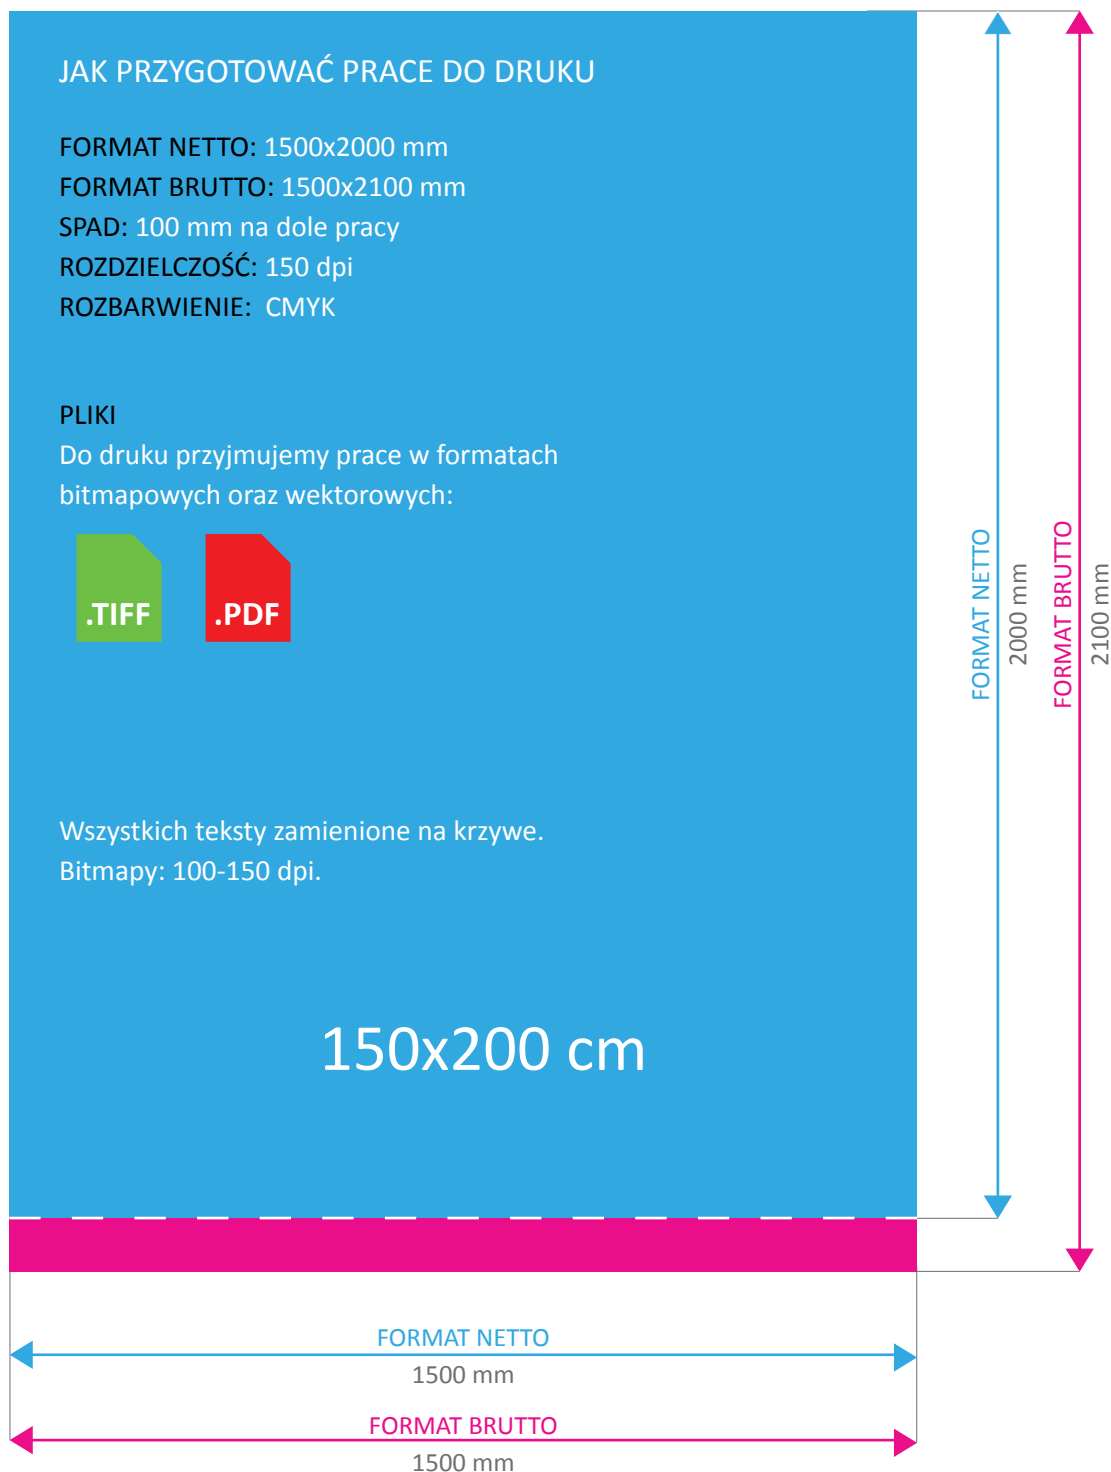 JAK PRZYGOTOWAĆ PRACE DO DRUKU
FORMAT NETTO: 1500x2000 mm
FORMAT BRUTTO: 1500x2100 mm
SPAD: 100 mm na dole pracy
ROZDZIELCZOŚĆ: 150 dpi
ROZBARWIENIE: CMYK
PLIKI
Do druku przyjmujemy prace w formatach
bitmapowych oraz wektorowych:
.TIFF
.PDF
Wszystkich teksty zamienione na krzywe.
Bitmapy: 100-150 dpi.
150x200 cm
FORMAT NETTO
2000 mm
FORMAT BRUTTO
2100 mm
FORMAT NETTO
1500 mm
FORMAT BRUTTO
1500 mm